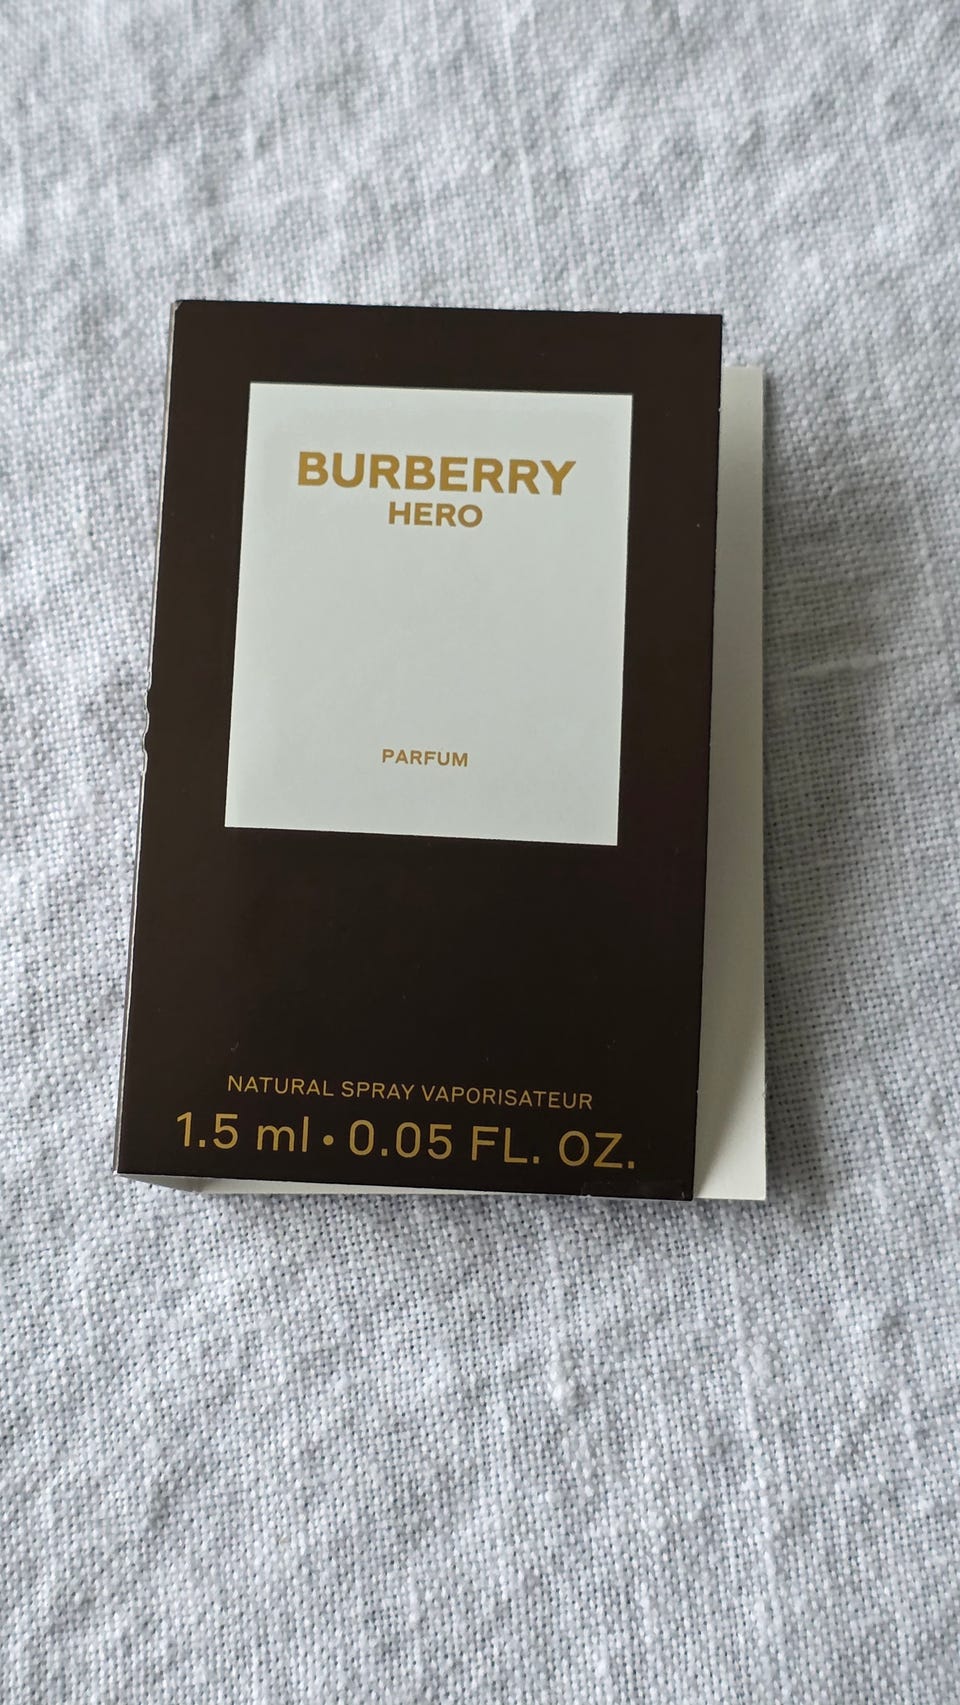 BURBERRY
HERO
PARFUM
NATURAL SPRAY VAPORISATEUR
1.5 ml • 0.05 FL. OZ.